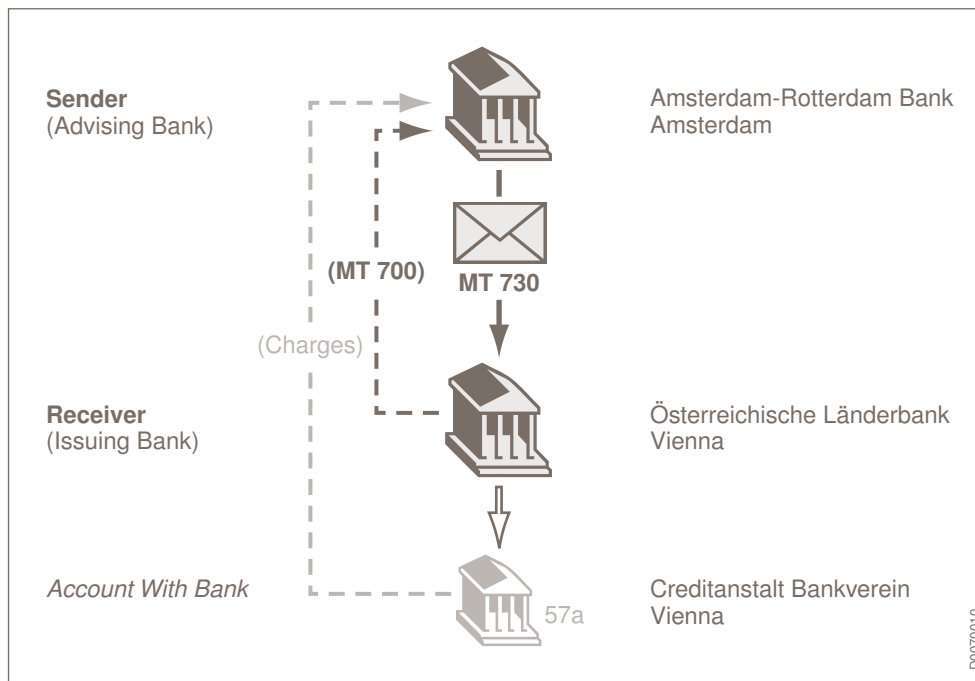 Sender
(Advising Bank)
Amsterdam-Rotterdam Bank
Amsterdam
(MT 700)
MT 730
(Charges)
Receiver
(Issuing Bank)
Österreichische Länderbank
Vienna
Account With Bank
57a
Creditanstalt Bankverein
Vienna
D0070010